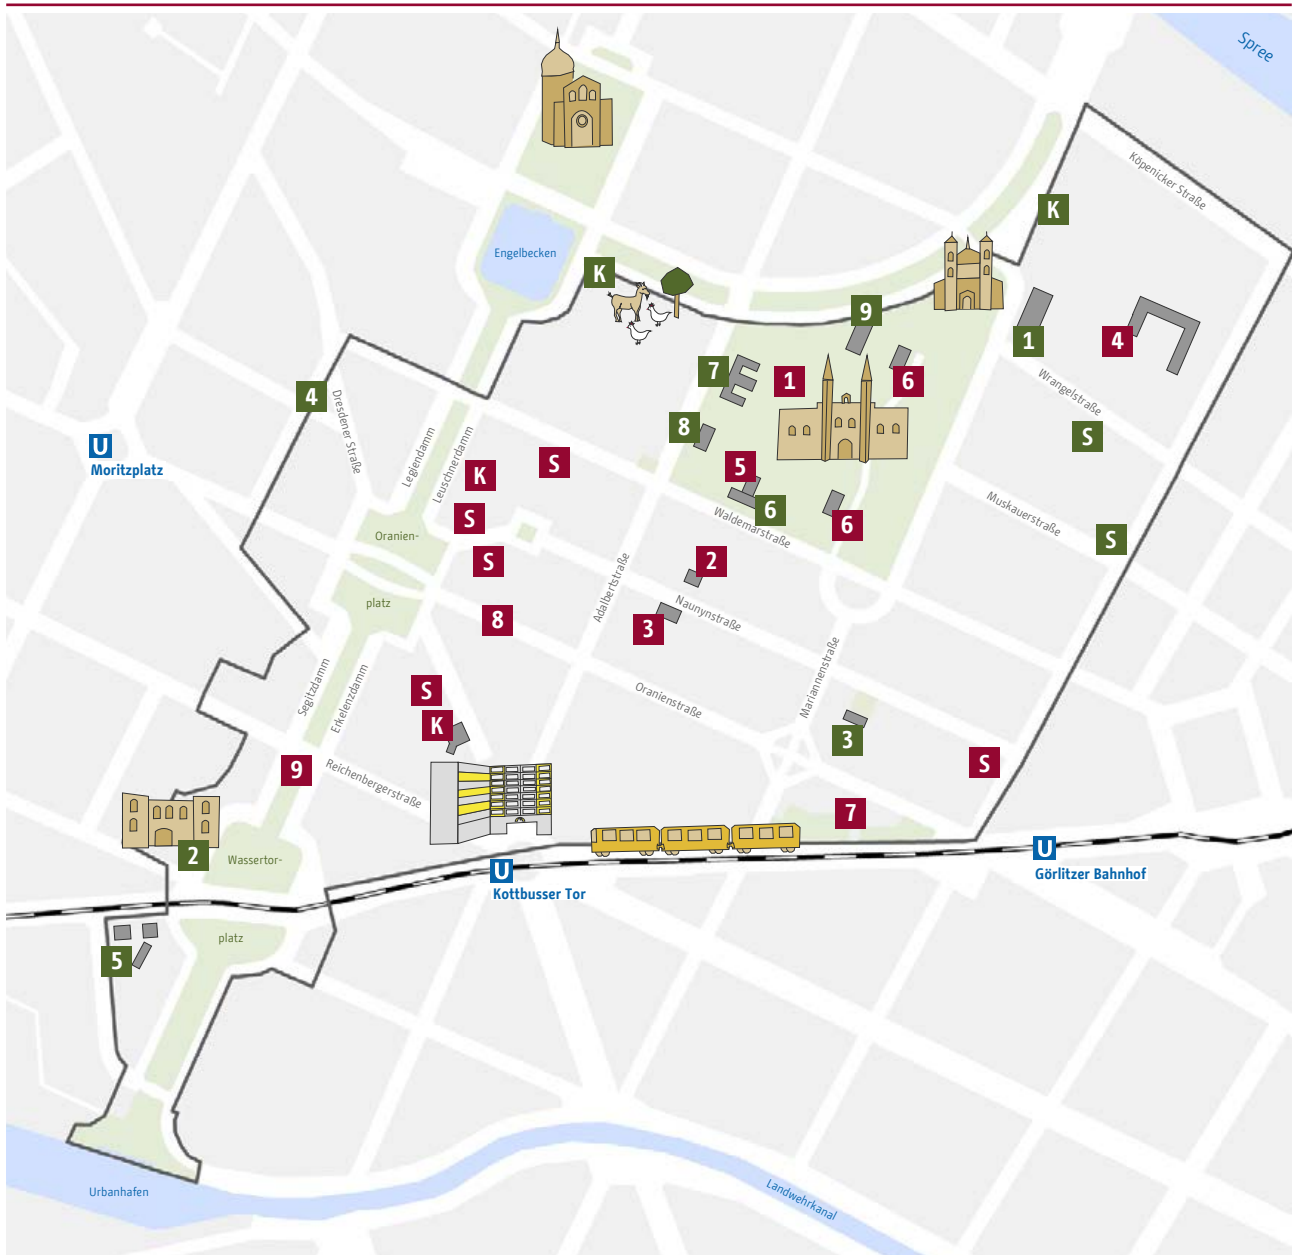 Spree
Köpenicker Straße
K
Engelbecken
K
9
1
4
7
1
6
Wrangelstraße
4
Dresdener Straße
8
S
U
Moritzplatz
Legiendamm
Leuschnerdamm
K
S
5
6
S
Muskauerstraße
6
Waldemarstraße
S
Oranien-
S
2
Adalbertstraße
platz
8
3
Naunynstraße
Segitzdamm
Erkelenzdamm
S
K
Oranienstraße
Mariannenstraße
3
9
Reichenbergerstraße
S
7
2
Wassertor-
U
Kottbusser Tor
U
Görlitzer Bahnhof
platz
5
Urbanhafen
Landwehrkanal